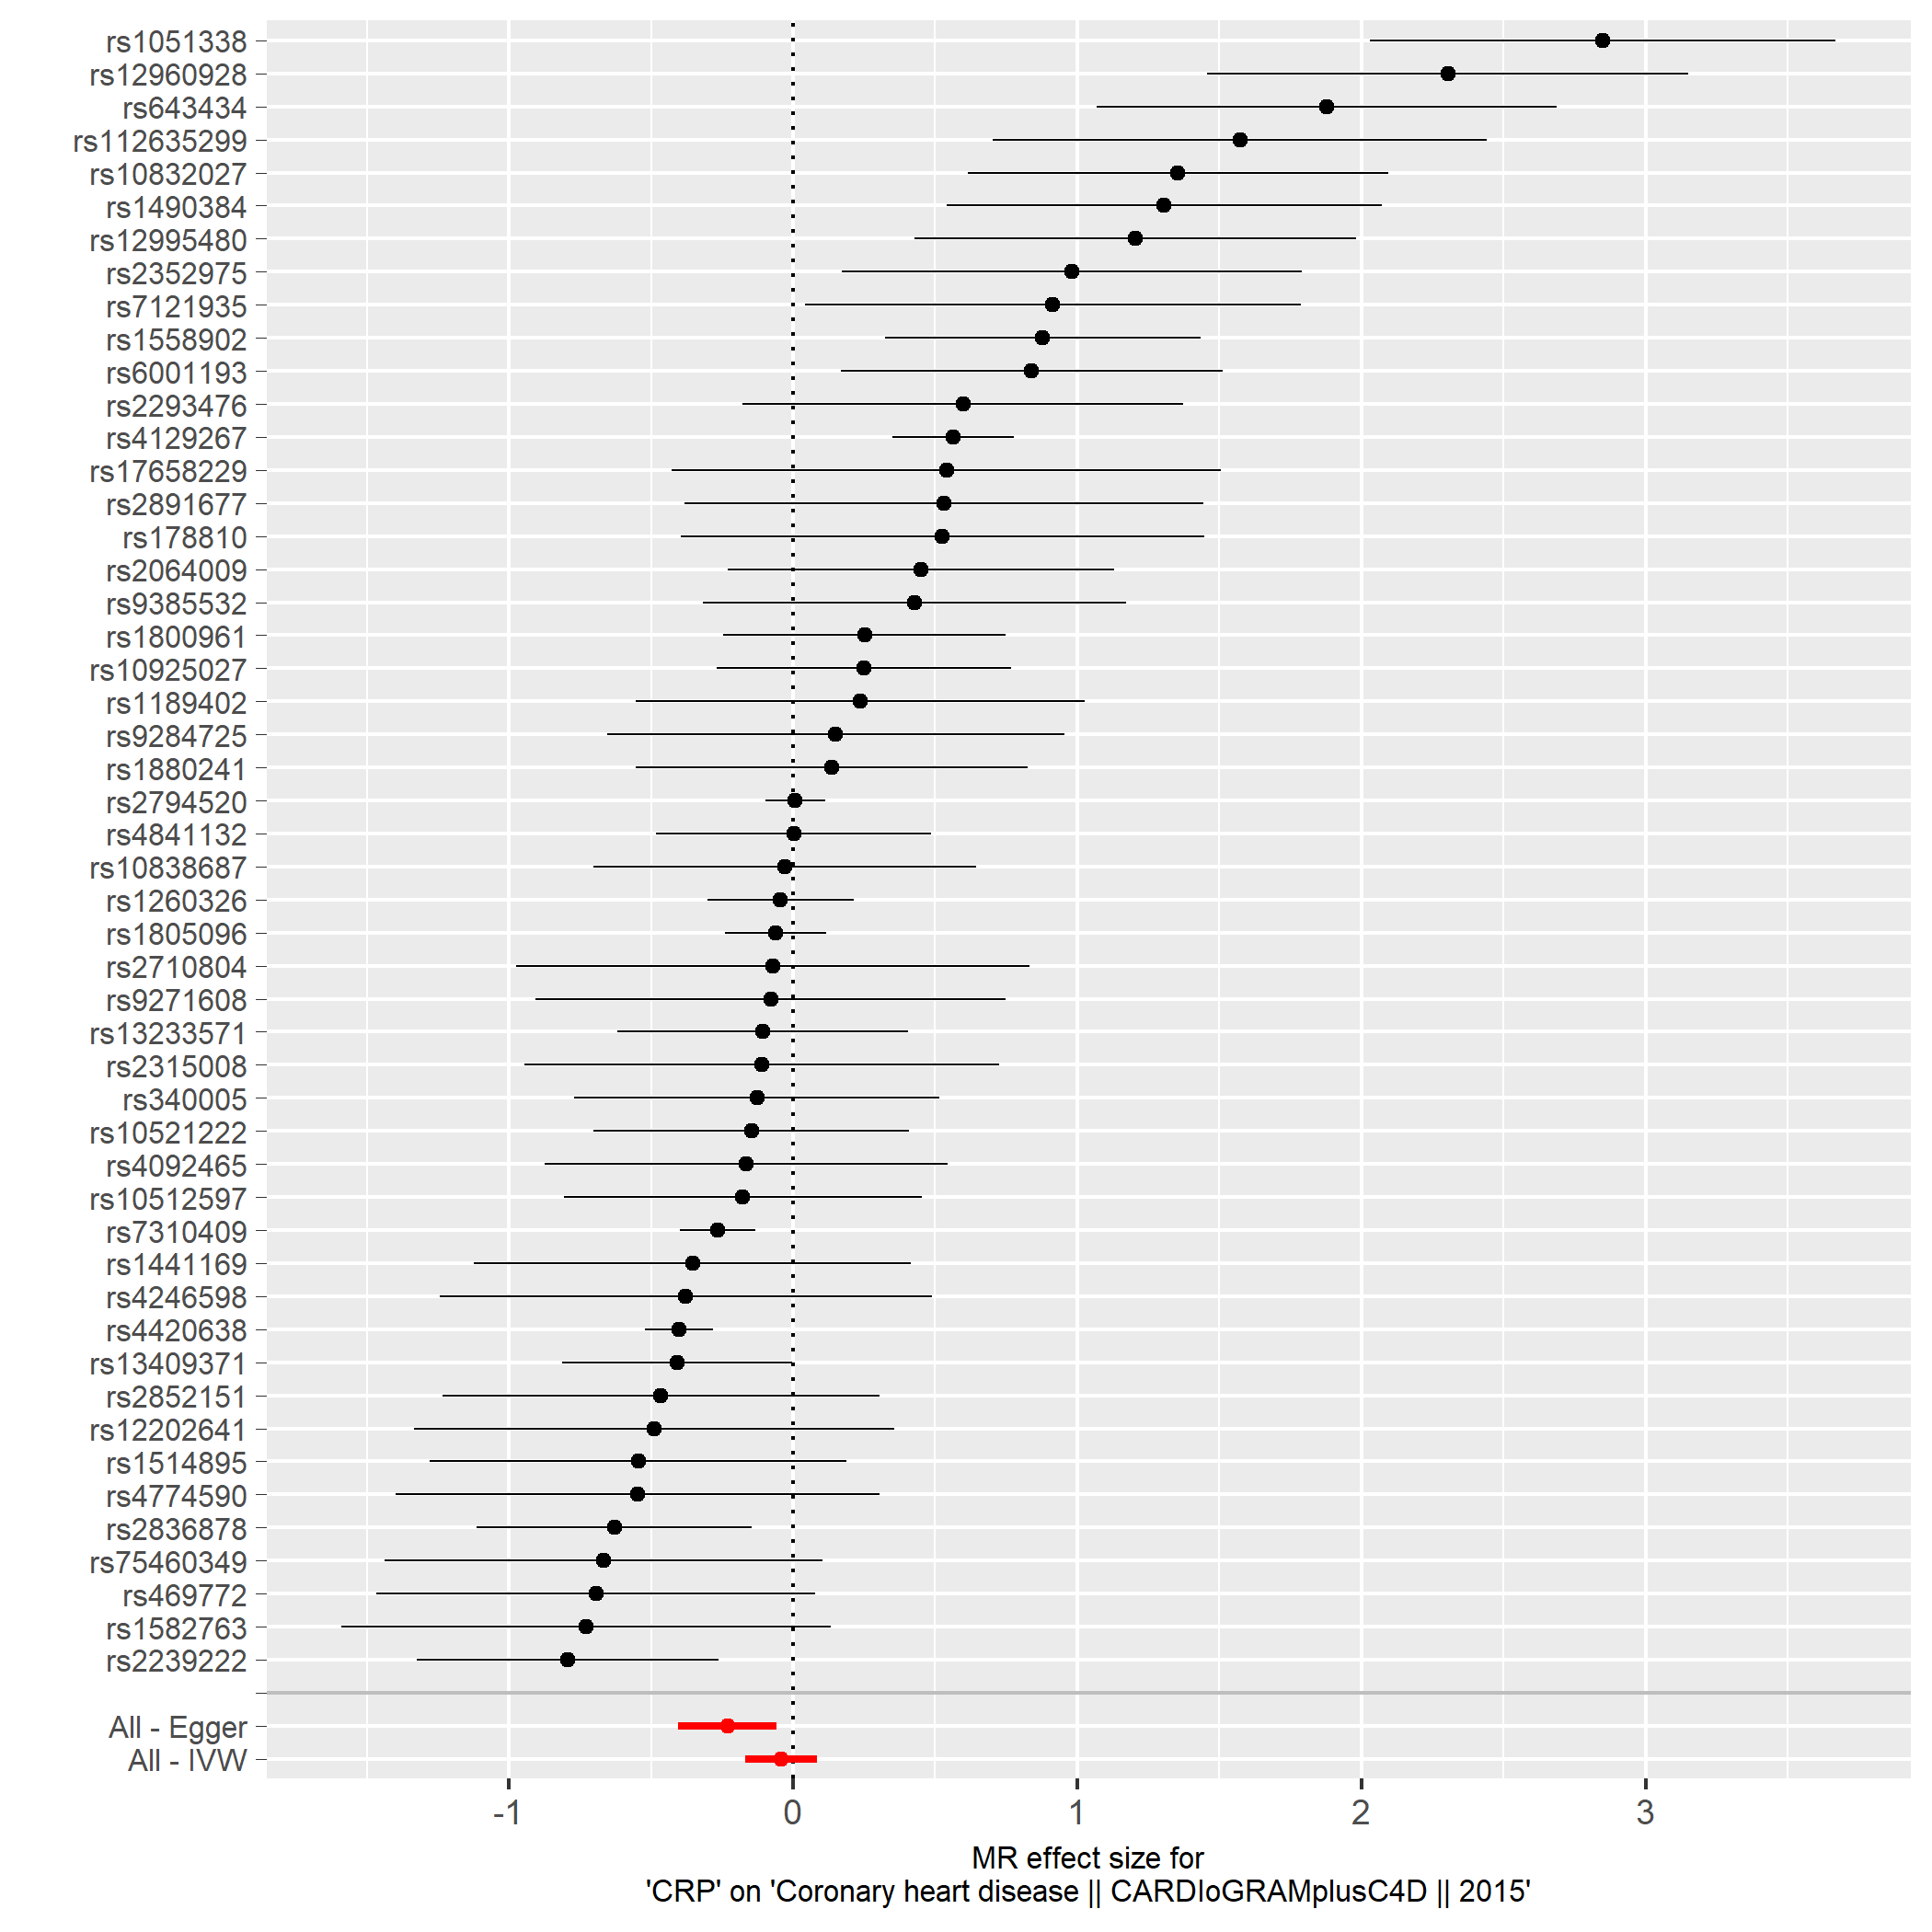 rs1051338
rs12960928
rs643434
rs112635299
rs10832027
rs1490384
rs12995480
rs2352975
rs7121935
rs1558902
rs6001193
rs2293476
rs4129267
rs17658229
rs2891677
rs178810
rs2064009
rs9385532
rs1800961
rs10925027
rs1189402
rs9284725
rs1880241
rs2794520
rs4841132
rs10838687
rs1260326
rs1805096
rs2710804
rs9271608
rs13233571
rs2315008
rs340005
rs10521222
rs4092465
rs10512597
rs7310409
rs1441169
rs4246598
rs4420638
rs13409371
rs2852151
rs12202641
rs1514895
rs4774590
rs2836878
rs75460349
rs469772
rs1582763
rs2239222
All - Egger
All - IVW
-1 0 1 2 3
MR effect size for
'CRP' on 'Coronary heart disease || CARDIoGRAMplusC4D || 2015'